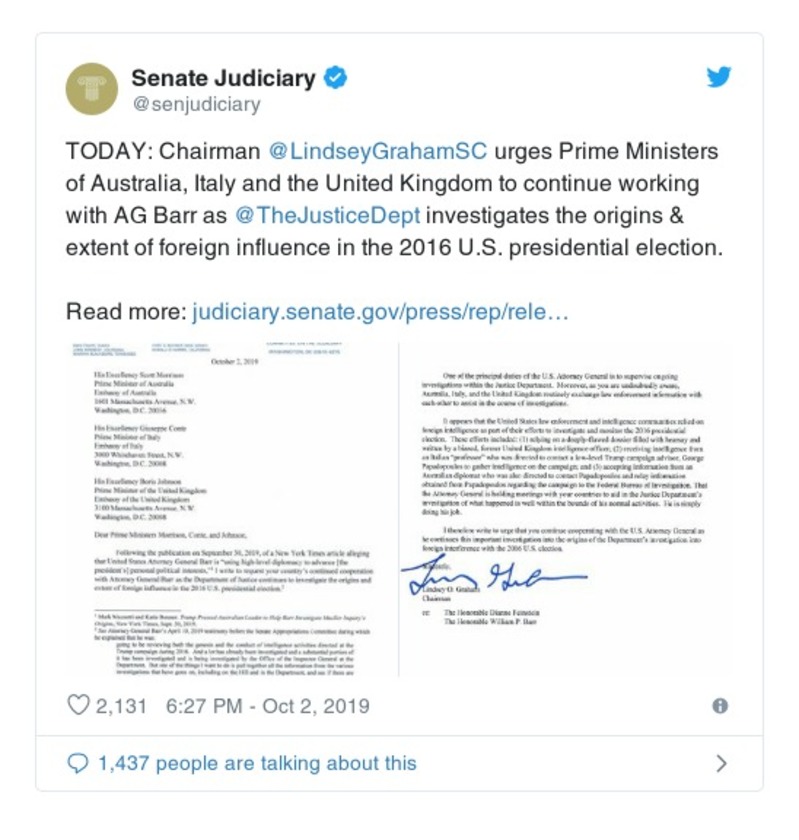 Senate Judiciary
@senjudiciary
TODAY: Chairman @LindseyGrahamSC urges Prime Ministers
of Australia, Italy and the United Kingdom to continue working
with AG Barr as @TheJusticeDept investigates the origins &
extent of foreign influence in the 2016 U.S. presidential election.
Read more: judiciary.senate.gov/press/rep/rele…
October 2, 2019
His Excellency Scott Morrison
Prime Minister of Australia
Embassy of Australia
1601 Massachusetts Avenue, N.W.
Washington, D.C. 20016
His Excellency Giuseppe Conte
Prime Minister of Italy
Embassy of Italy
3000 Whitehaven Street, N.W.
Washington, D.C. 20008
His Excellency Boris Johnson
Prime Minister of the United Kingdom
Embassy of the United Kingdom
3100 Massachusetts Avenue, N.W.
Washington, D.C. 20008
Dear Prime Ministers Morrison, Conte, and Johnson,
Following the publication on September 30, 2019, of a New York Times article alleging
that United States Attorney General Barr is "using high-level diplomacy to advance [the
president's] personal political interests," I write to request your country's continued cooperation
with Attorney General Barr as the Department of Justice continues to investigate the origins and
extent of foreign influence in the 2016 U.S. presidential election.
One of the principal duties of the U.S. Attorney General is to supervise ongoing
investigations within the Justice Department. Moreover, as you are undoubtedly aware,
Australia, Italy, and the United Kingdom routinely exchange law enforcement information with
each other to assist in the course of investigations.
It appears that the United States law enforcement and intelligence communities relied on
foreign intelligence as part of their efforts to investigate and monitor the 2016 presidential
election. These efforts included: (1) relying on a deeply-flawed dossier filled with hearsay and
written by a biased, former United Kingdom intelligence officer; (2) receiving intelligence from
an Italian "professor" who was directed to contact a low-level Trump campaign advisor, George
Papadopoulos to gather intelligence on the campaign; and (3) accepting information from an
Australian diplomat who was also directed to contact Papadopoulos and relay information
obtained from Papadopoulos regarding the campaign to the Federal Bureau of Investigation. That
the Attorney General is holding meetings with your countries to aid in the Justice Department's
investigation of what happened is well within the bounds of his normal activities. He is simply
doing his job.
I therefore write to urge that you continue cooperating with the U.S. Attorney General as
he continues this important investigation into the origins of the Department's investigation into
foreign interference with the 2016 U.S. election.
Sincerely,
Lindsey O. Graham
Chairman
The Honorable Dianne Feinstein
The Honorable William P. Barr
2,131 6:27 PM - Oct 2, 2019
1,437 people are talking about this